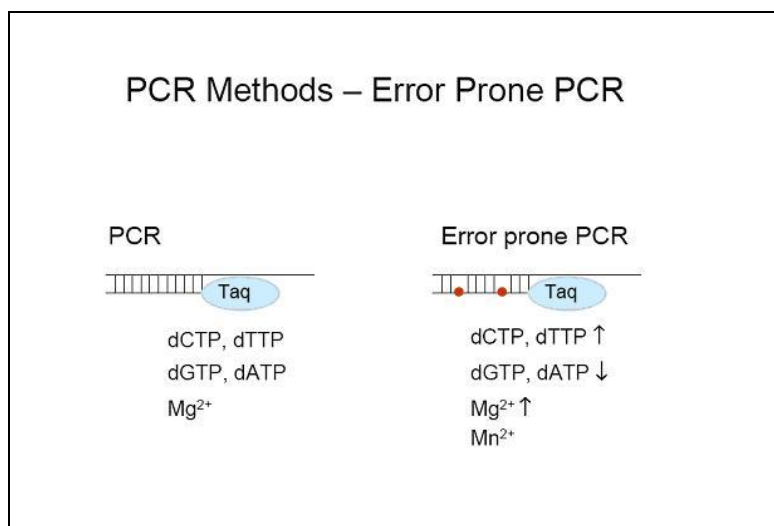 PCR Methods – Error Prone PCR
PCR
Taq
dCTP, dTTP
dGTP, dATP
Mg²⁺
Error prone PCR
Taq
dCTP, dTTP ↑
dGTP, dATP ↓
Mg²⁺ ↑
Mn²⁺